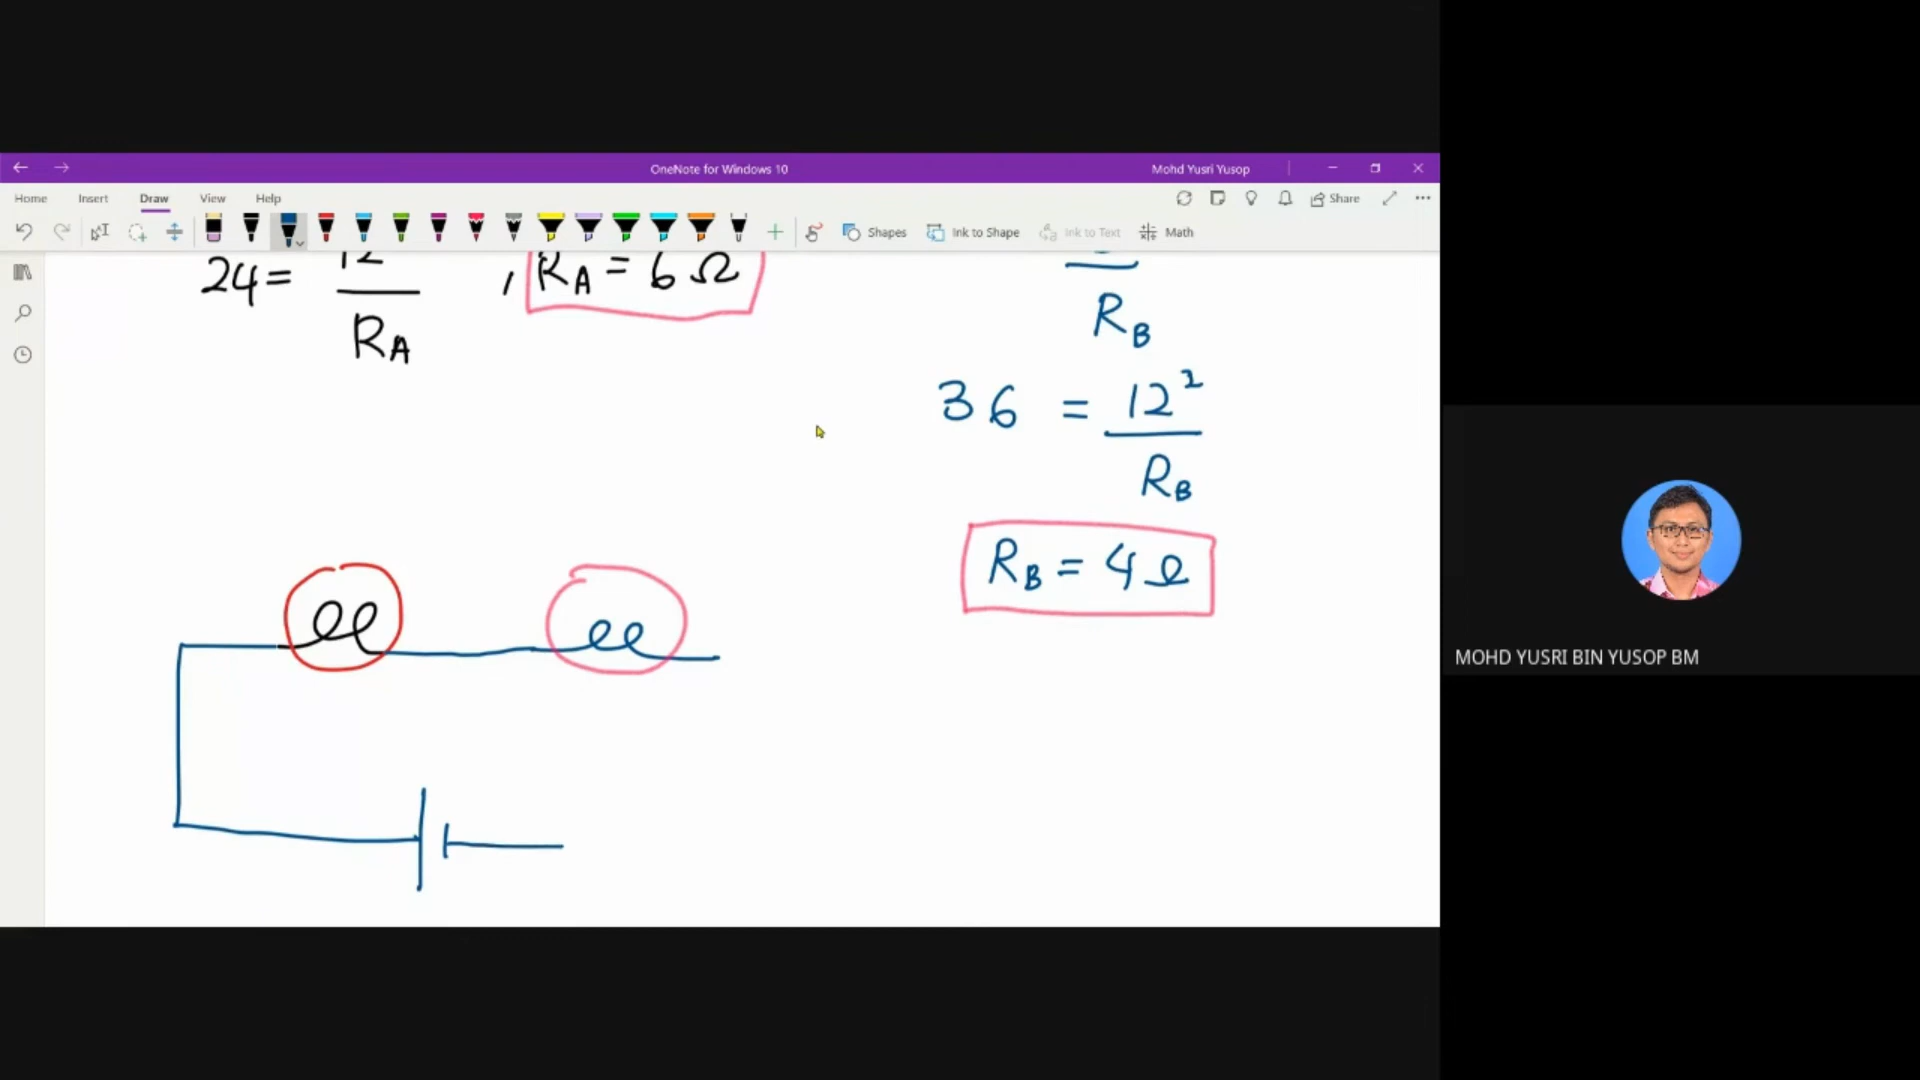 OneNote for Windows 10
Mohd Yusri Yusop
Home Insert Draw View Help
Share
Shapes Ink to Shape Ink to Text Math
24 = 12 / R_A , R_A = 6 Ω
R_B
36 = 12² / R_B
R_B = 4 Ω
MOHD YUSRI BIN YUSOP BM